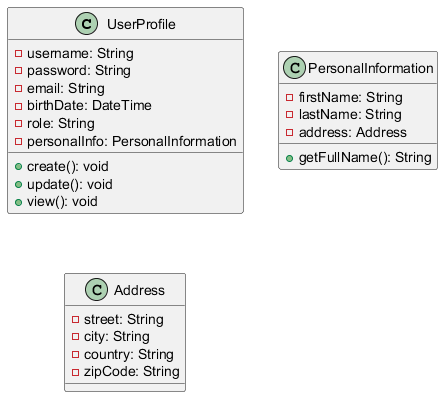 C UserProfile
username: String
password: String
email: String
birthDate: DateTime
role: String
personalInfo: PersonalInformation
create(): void
update(): void
view(): void
C PersonalInformation
firstName: String
lastName: String
address: Address
getFullName(): String
C Address
street: String
city: String
country: String
zipCode: String